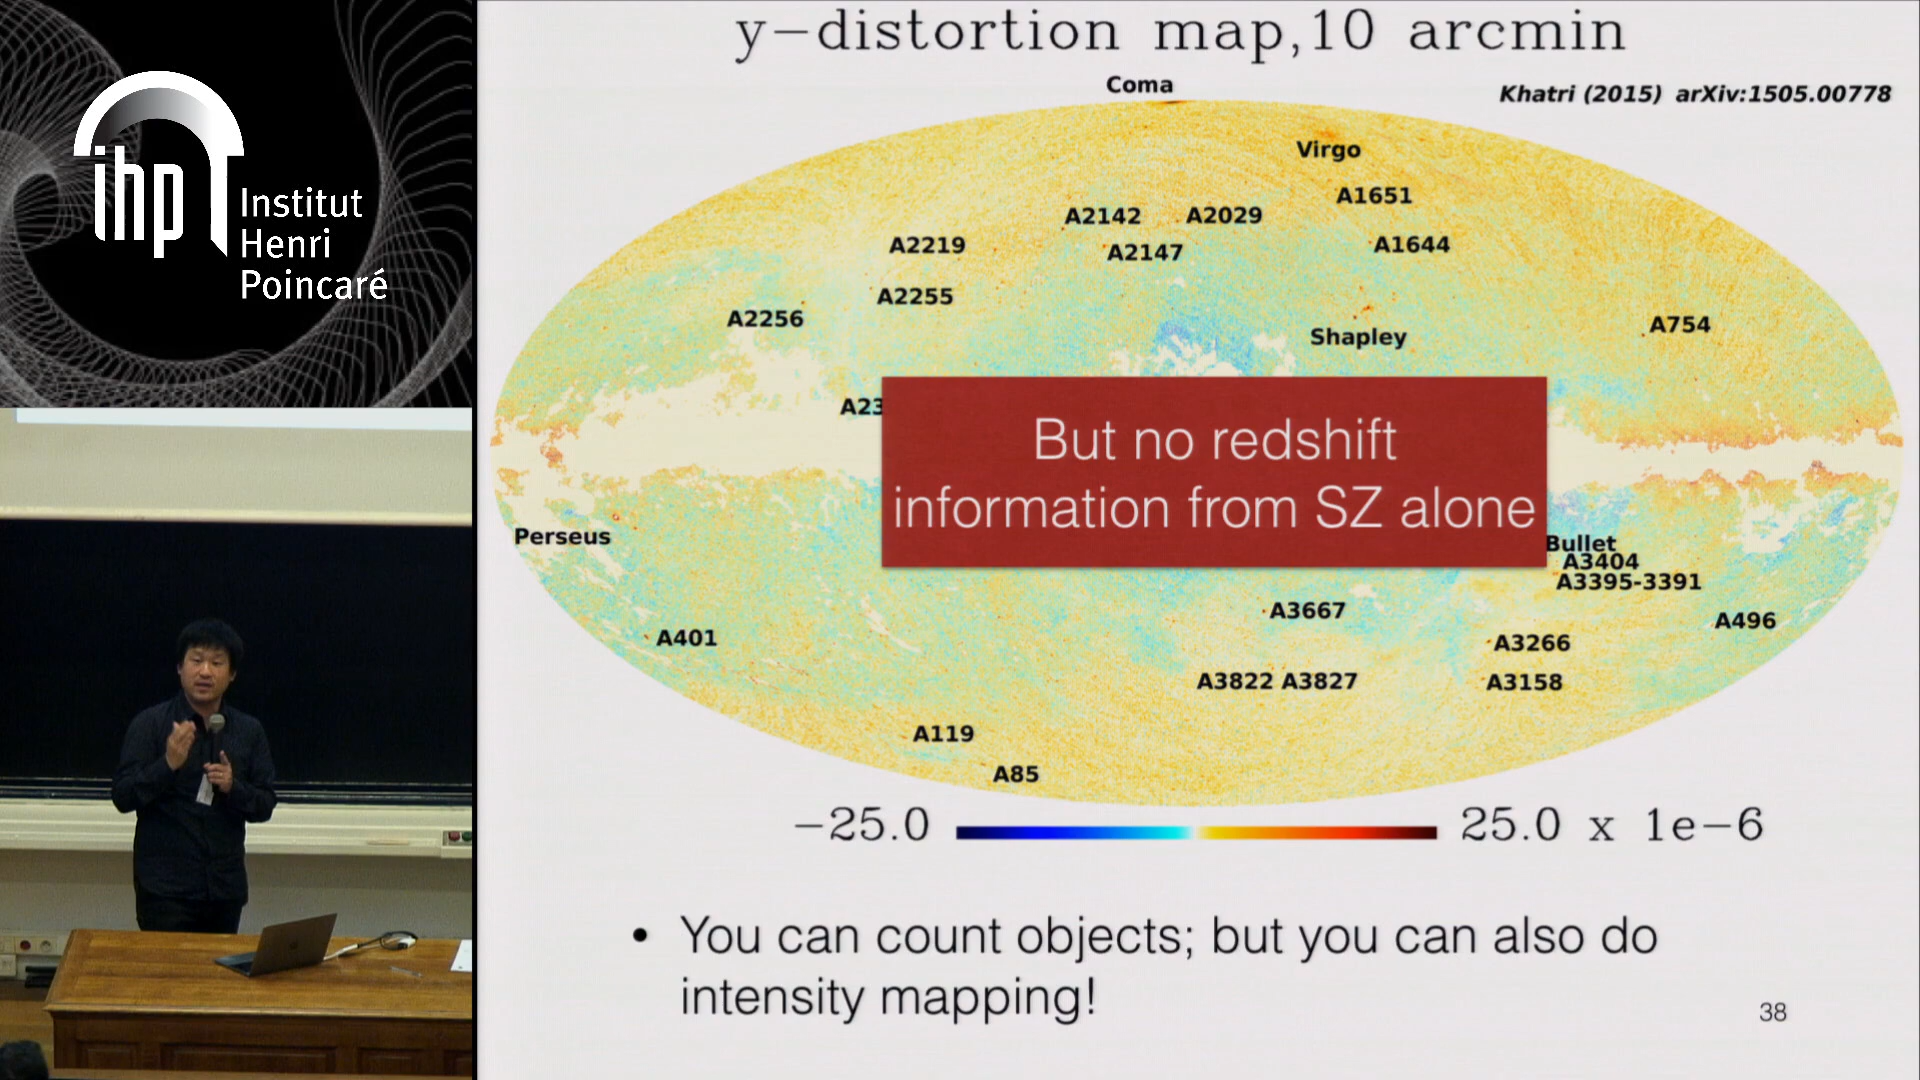 ihp
Institut
Henri
Poincaré
y−distortion map,10 arcmin
Khatri (2015) arXiv:1505.00778
Coma
Virgo
A1651
A2142 A2029
A2219 A2147 A1644
A2255
A2256
Shapley
A754
A23
But no redshift
information from SZ alone
Perseus
Bullet
A3404
A3395-3391
A3667
A496
A401
A3266
A3822 A3827
A3158
A119
A85
−25.0 25.0 x 1e−6
• You can count objects; but you can also do
intensity mapping!
38